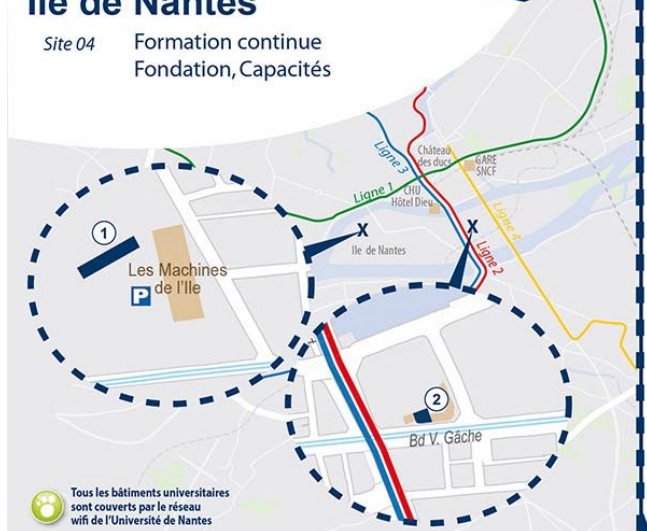 Ile de Nantes
Site 04
Formation continue
Fondation, Capacités
Ligne 3
Château
des ducs
GARE
SNCF
Ligne 1
CHU
Hôtel Dieu
Ligne 4
X
X
Ile de Nantes
Ligne 2
1
Les Machines
de l'Ile
P
2
Bd V. Gâche
Tous les bâtiments universitaires
sont couverts par le réseau
wifi de l'Université de Nantes